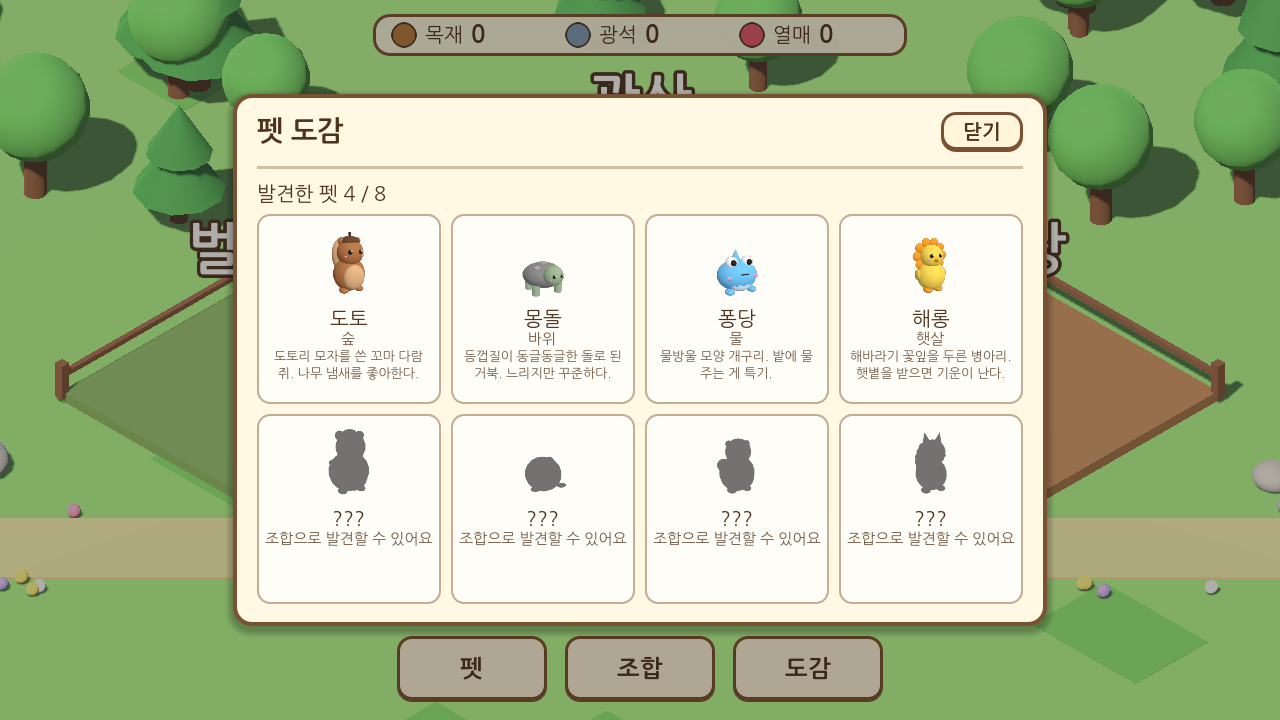 목재 0
광석 0
열매 0
펫 도감
닫기
발견한 펫 4 / 8
도토
숲
도토리 모자를 쓴 꼬마 다람
쥐. 나무 냄새를 좋아한다.
몽돌
바위
등껍질이 동글동글한 돌로 된
거북. 느리지만 꾸준하다.
퐁당
물
물방울 모양 개구리. 밭에 물
주는 게 특기.
해롱
햇살
해바라기 꽃잎을 두른 병아리.
햇볕을 받으면 기운이 난다.
???
조합으로 발견할 수 있어요
???
조합으로 발견할 수 있어요
???
조합으로 발견할 수 있어요
???
조합으로 발견할 수 있어요
펫
조합
도감